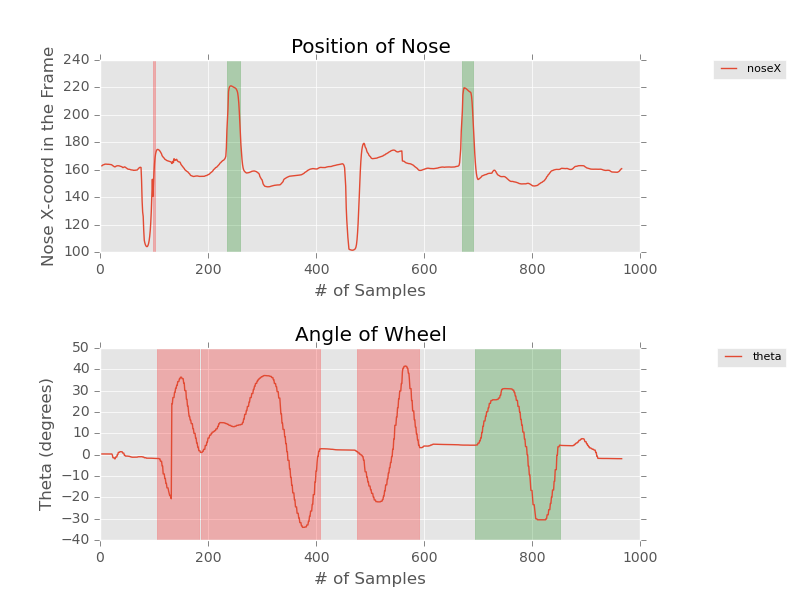 Position of Nose
240
220
200
180
160
140
120
100
Nose X-coord in the Frame
0 200 400 600 800 1000
# of Samples
noseX
Angle of Wheel
50
40
30
20
10
0
−10
−20
−30
−40
Theta (degrees)
0 200 400 600 800 1000
# of Samples
theta